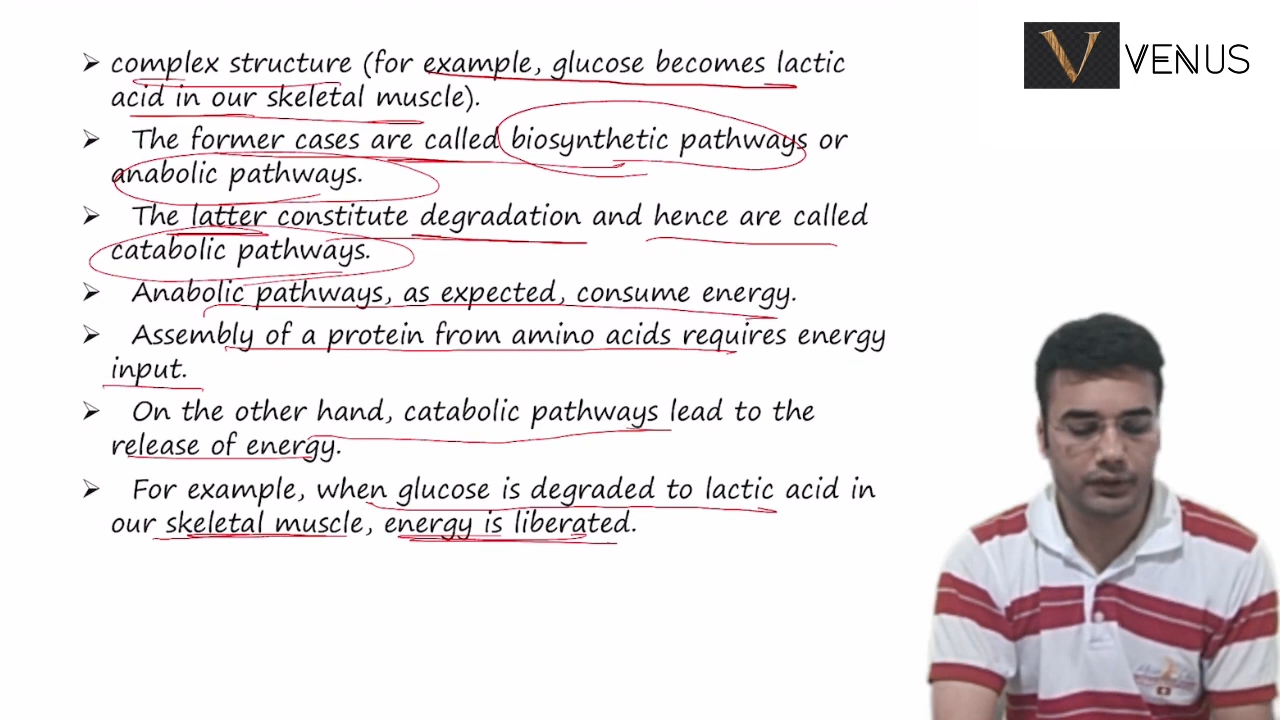 ➢ complex structure (for example, glucose becomes lactic
acid in our skeletal muscle).
➢ The former cases are called biosynthetic pathways or
anabolic pathways.
➢ The latter constitute degradation and hence are called
catabolic pathways.
➢ Anabolic pathways, as expected, consume energy.
➢ Assembly of a protein from amino acids requires energy
input.
➢ On the other hand, catabolic pathways lead to the
release of energy.
➢ For example, when glucose is degraded to lactic acid in
our skeletal muscle, energy is liberated.
V VENUS